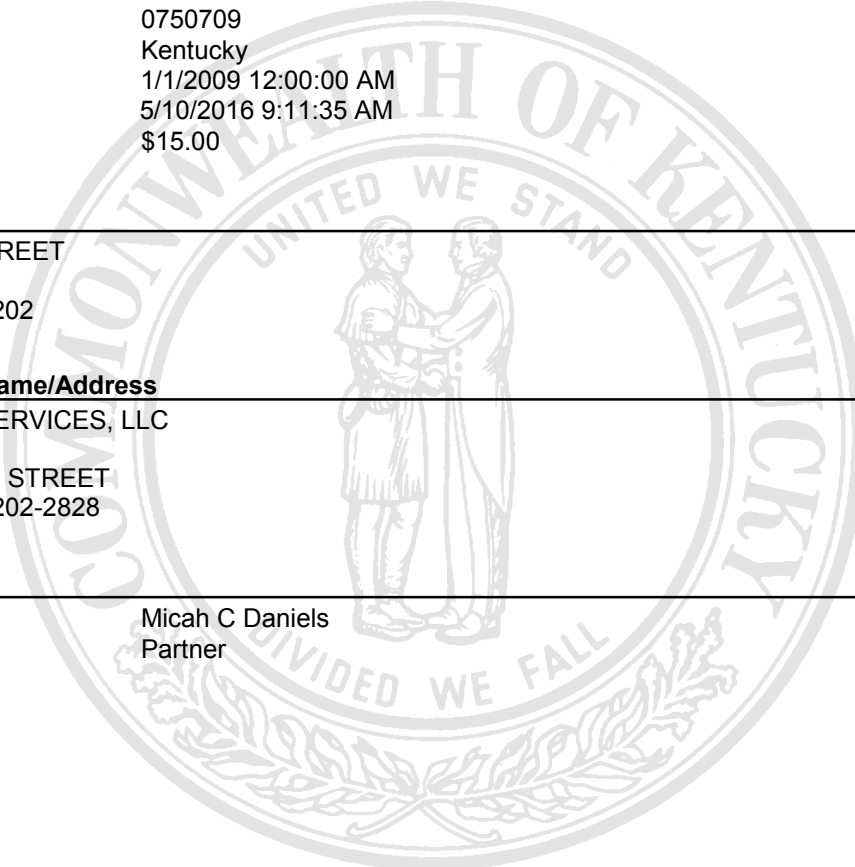 0750709
Kentucky
1/1/2009 12:00:00 AM
5/10/2016 9:11:35 AM
$15.00
COMMONWEALTH OF KENTUCKY
UNITED WE STAND
REET
202
ame/Address
ERVICES, LLC
STREET
202-2828
Micah C Daniels
Partner
DIVIDED WE FALL